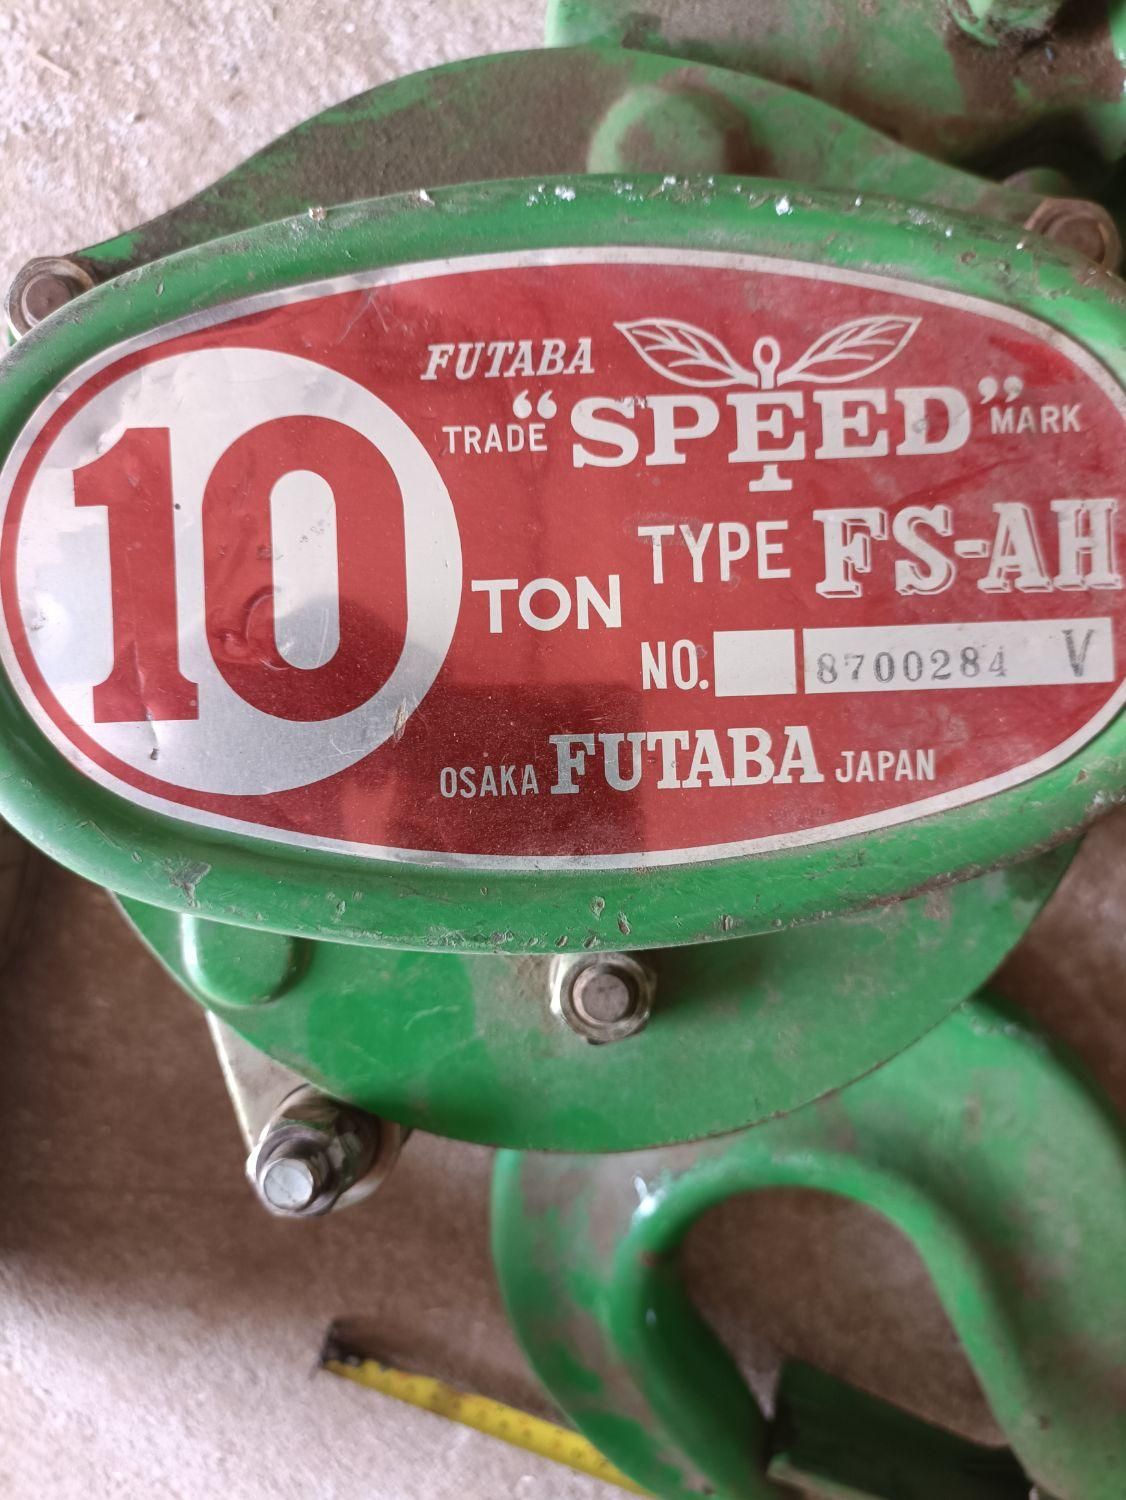 FUTABA
TRADE "SPEED" MARK
10 TON
TYPE FS-AH
NO. 8700284 V
OSAKA FUTABA JAPAN